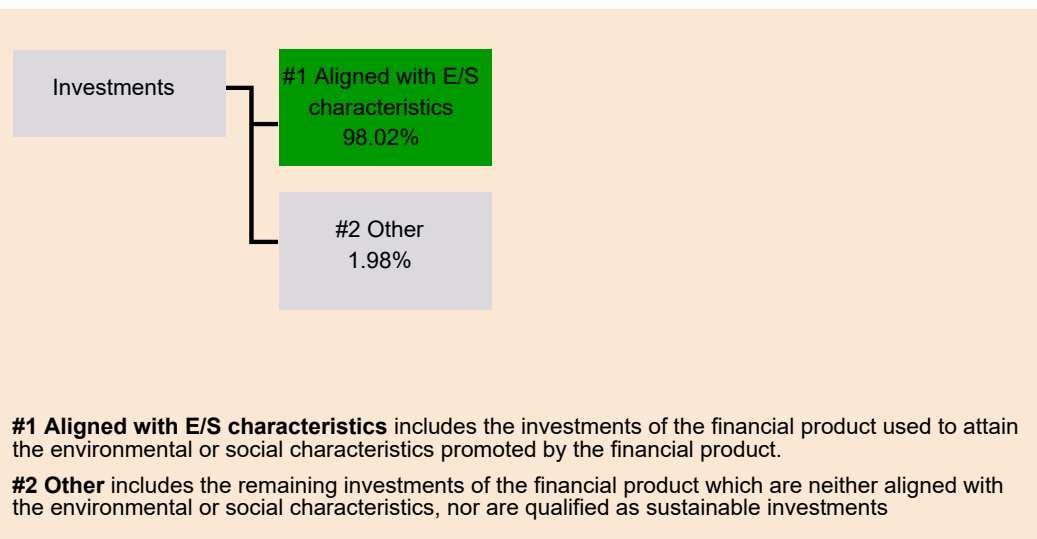 Investments
#1 Aligned with E/S
characteristics
98.02%
#2 Other
1.98%
#1 Aligned with E/S characteristics includes the investments of the financial product used to attain
the environmental or social characteristics promoted by the financial product.
#2 Other includes the remaining investments of the financial product which are neither aligned with
the environmental or social characteristics, nor are qualified as sustainable investments